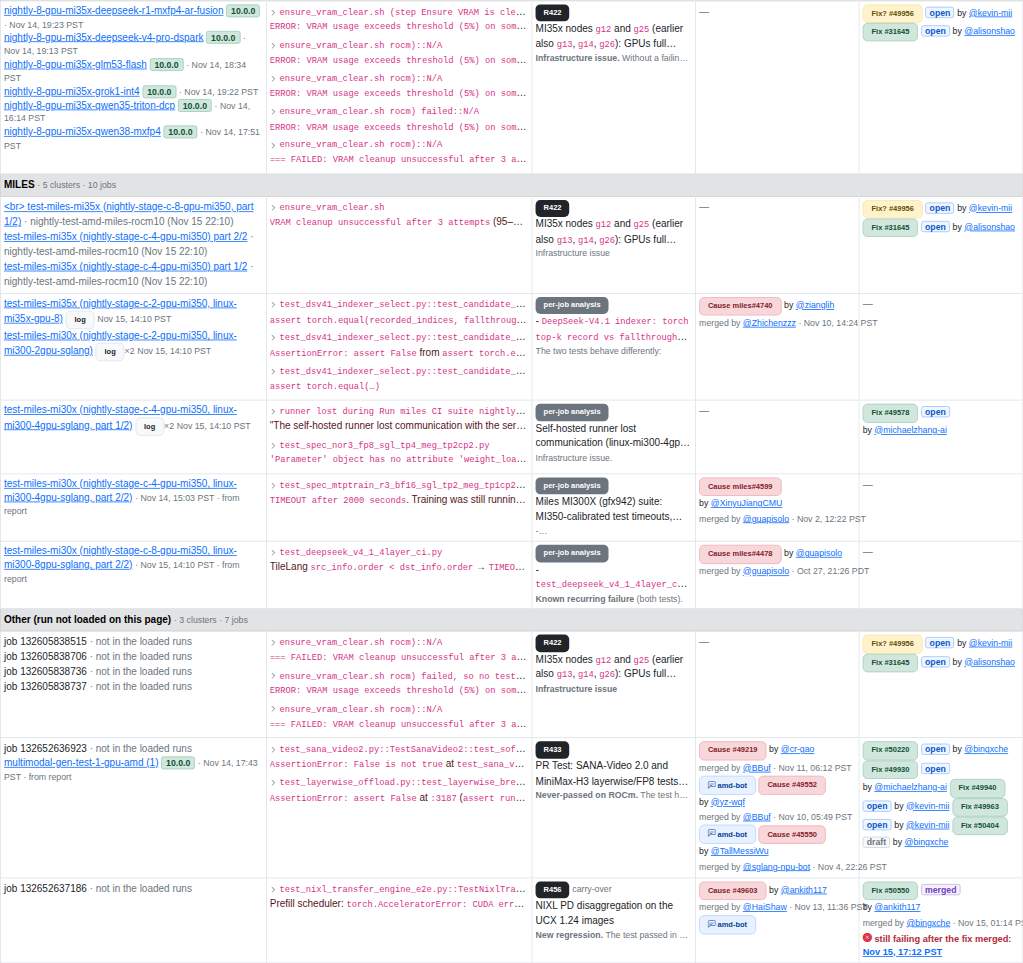 nightly-8-gpu-mi35x-deepseek-r1-mxfp4-ar-fusion 10.0.0
· Nov 14, 19:23 PST
nightly-8-gpu-mi35x-deepseek-v4-pro-dspark 10.0.0 ·
Nov 14, 19:13 PST
nightly-8-gpu-mi35x-glm53-flash 10.0.0 · Nov 14, 18:34
PST
nightly-8-gpu-mi35x-grok1-int4 10.0.0 · Nov 14, 19:22 PST
nightly-8-gpu-mi35x-qwen35-triton-dcp 10.0.0 · Nov 14,
16:14 PST
nightly-8-gpu-mi35x-qwen38-mxfp4 10.0.0 · Nov 14, 17:51
PST
ensure_vram_clear.sh (step Ensure VRAM is cle…
ERROR: VRAM usage exceeds threshold (5%) on som…
ensure_vram_clear.sh rocm)::N/A
ERROR: VRAM usage exceeds threshold (5%) on som…
ensure_vram_clear.sh rocm)::N/A
ERROR: VRAM usage exceeds threshold (5%) on som…
ensure_vram_clear.sh rocm) failed::N/A
ERROR: VRAM usage exceeds threshold (5%) on som…
ensure_vram_clear.sh rocm)::N/A
=== FAILED: VRAM cleanup unsuccessful after 3 a…
R422
MI35x nodes g12 and g25 (earlier
also g13, g14, g26): GPUs full…
Infrastructure issue. Without a failin…
—
Fix? #49956 open by @kevin-mii
Fix #31645 open by @alisonshao
MILES · 5 clusters · 10 jobs
<br> test-miles-mi35x (nightly-stage-c-8-gpu-mi350, part
1/2) · nightly-test-amd-miles-rocm10 (Nov 15 22:10)
test-miles-mi35x (nightly-stage-c-4-gpu-mi350) part 2/2 ·
nightly-test-amd-miles-rocm10 (Nov 15 22:10)
test-miles-mi35x (nightly-stage-c-4-gpu-mi350) part 1/2 ·
nightly-test-amd-miles-rocm10 (Nov 15 22:10)
ensure_vram_clear.sh
VRAM cleanup unsuccessful after 3 attempts (95–…
R422
MI35x nodes g12 and g25 (earlier
also g13, g14, g26): GPUs full…
Infrastructure issue
—
Fix? #49956 open by @kevin-mii
Fix #31645 open by @alisonshao
test-miles-mi35x (nightly-stage-c-2-gpu-mi350, linux-
mi35x-gpu-8) log Nov 15, 14:10 PST
test-miles-mi30x (nightly-stage-c-2-gpu-mi350, linux-
mi300-2gpu-sglang) log ×2 Nov 15, 14:10 PST
test_dsv41_indexer_select.py::test_candidate_…
assert torch.equal(recorded_indices, fallthroug…
test_dsv41_indexer_select.py::test_candidate_…
AssertionError: assert False from assert torch.e…
test_dsv41_indexer_select.py::test_candidate_…
assert torch.equal(…)
per-job analysis
- DeepSeek-V4.1 indexer: torch
top-k record vs fallthrough…
The two tests behave differently:
Cause miles#4740 by @zianglih
merged by @Zhichenzzz · Nov 10, 14:24 PST
—
test-miles-mi30x (nightly-stage-c-4-gpu-mi350, linux-
mi300-4gpu-sglang, part 1/2) log ×2 Nov 15, 14:10 PST
runner lost during Run miles CI suite nightly…
"The self-hosted runner lost communication with the ser…
test_spec_nor3_fp8_sgl_tp4_meg_tp2cp2.py
'Parameter' object has no attribute 'weight_loa…
per-job analysis
Self-hosted runner lost
communication (linux-mi300-4gp…
Infrastructure issue.
—
Fix #49578 open
by @michaelzhang-ai
test-miles-mi30x (nightly-stage-c-4-gpu-mi350, linux-
mi300-4gpu-sglang, part 2/2) · Nov 14, 15:03 PST · from
report
test_spec_mtptrain_r3_bf16_sgl_tp2_meg_tp1cp2…
TIMEOUT after 2000 seconds. Training was still runnin…
per-job analysis
Miles MI300X (gfx942) suite:
MI350-calibrated test timeouts,…
·…
Cause miles#4599
by @XinyuJiangCMU
merged by @guapisolo · Nov 2, 12:22 PST
—
test-miles-mi30x (nightly-stage-c-8-gpu-mi350, linux-
mi300-8gpu-sglang, part 2/2) · Nov 15, 14:10 PST · from
report
test_deepseek_v4_1_4layer_ci.py
TileLang src_info.order < dst_info.order → TIMEO…
per-job analysis
-
test_deepseek_v4_1_4layer_c…
Known recurring failure (both tests).
Cause miles#4478 by @guapisolo
merged by @guapisolo · Oct 27, 21:26 PDT
—
Other (run not loaded on this page) · 3 clusters · 7 jobs
job 132605838515 · not in the loaded runs
job 132605838706 · not in the loaded runs
job 132605838736 · not in the loaded runs
job 132605838737 · not in the loaded runs
ensure_vram_clear.sh rocm)::N/A
=== FAILED: VRAM cleanup unsuccessful after 3 a…
ensure_vram_clear.sh rocm) failed, so no test…
ERROR: VRAM usage exceeds threshold (5%) on som…
ensure_vram_clear.sh rocm)::N/A
=== FAILED: VRAM cleanup unsuccessful after 3 a…
R422
MI35x nodes g12 and g25 (earlier
also g13, g14, g26): GPUs full…
Infrastructure issue
—
Fix? #49956 open by @kevin-mii
Fix #31645 open by @alisonshao
job 132652636923 · not in the loaded runs
multimodal-gen-test-1-gpu-amd (1) 10.0.0 · Nov 14, 17:43
PST · from report
test_sana_video2.py::TestSanaVideo2::test_sof…
AssertionError: False is not true at test_sana_v…
test_layerwise_offload.py::test_layerwise_bre…
AssertionError: assert False at :3187 (assert run…
R433
PR Test: SANA-Video 2.0 and
MiniMax-H3 layerwise/FP8 tests…
Never-passed on ROCm. The test h…
Cause #49219 by @cr-gao
merged by @BBuf · Nov 11, 06:12 PST
amd-bot Cause #49552
by @yz-wqf
merged by @BBuf · Nov 10, 05:49 PST
amd-bot Cause #45550
by @TallMessiWu
merged by @sglang-npu-bot · Nov 4, 22:26 PST
Fix #50220 open by @bingxche
Fix #49930 open
by @michaelzhang-ai Fix #49940
open by @kevin-mii Fix #49963
open by @kevin-mii Fix #50404
draft by @bingxche
job 132652637186 · not in the loaded runs
test_nixl_transfer_engine_e2e.py::TestNixlTra…
Prefill scheduler: torch.AcceleratorError: CUDA err…
R456 carry-over
NIXL PD disaggregation on the
UCX 1.24 images
New regression. The test passed in …
Cause #49603 by @ankith117
merged by @HaiShaw · Nov 13, 11:36 PST
amd-bot
Fix #50550 merged
by @ankith117
merged by @bingxche · Nov 15, 01:14 PS
still failing after the fix merged:
Nov 15, 17:12 PST